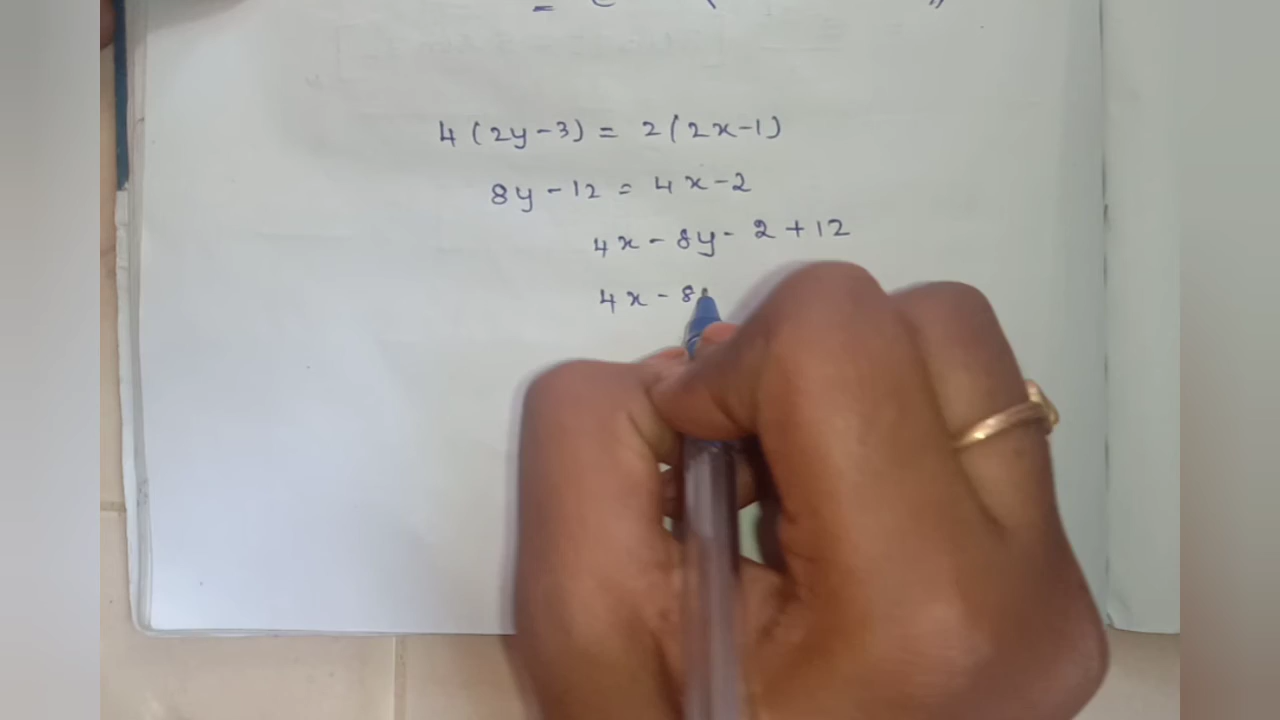 4(2y-3) = 2(2x-1)
8y-12 = 4x-2
4x-8y-2+12
4x-8